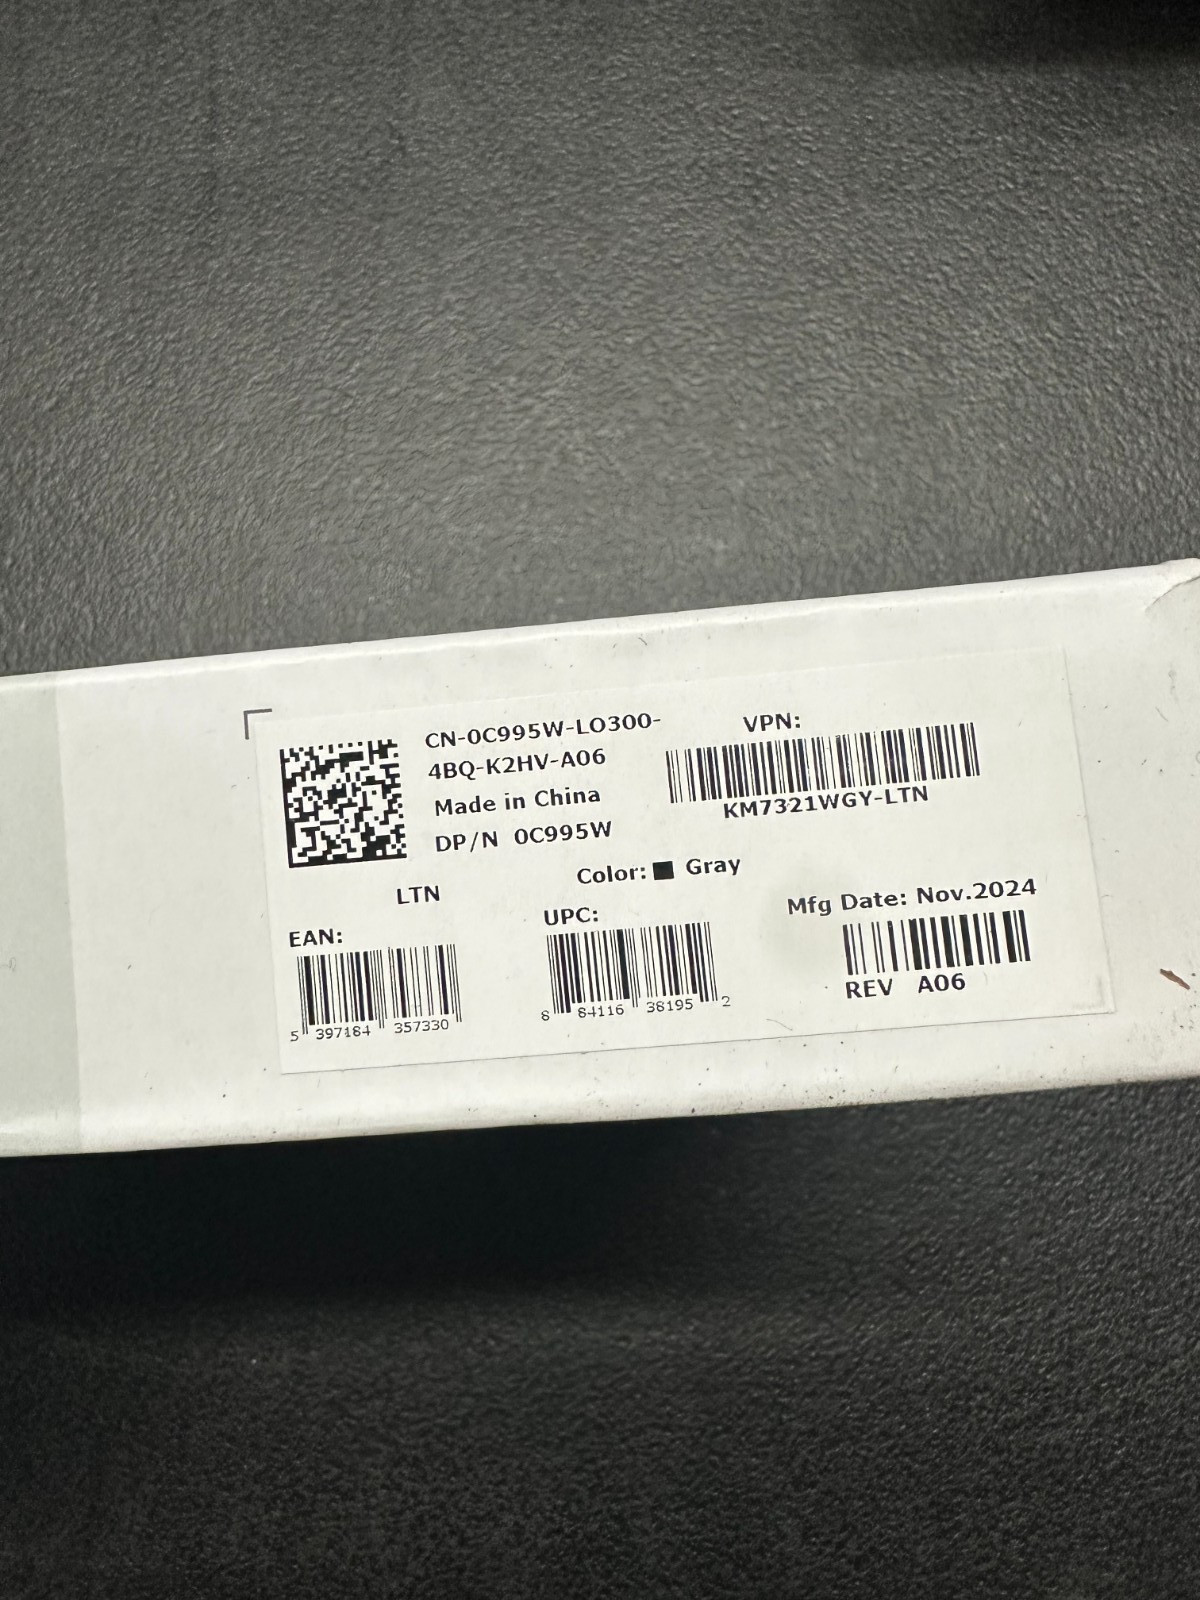 CN-0C995W-LO300-
4BQ-K2HV-A06
Made in China
DP/N 0C995W
VPN:
KM7321WGY-LTN
Color: Gray
LTN
EAN:
5 397184 357330
UPC:
8 84116 38195 2
Mfg Date: Nov.2024
REV A06